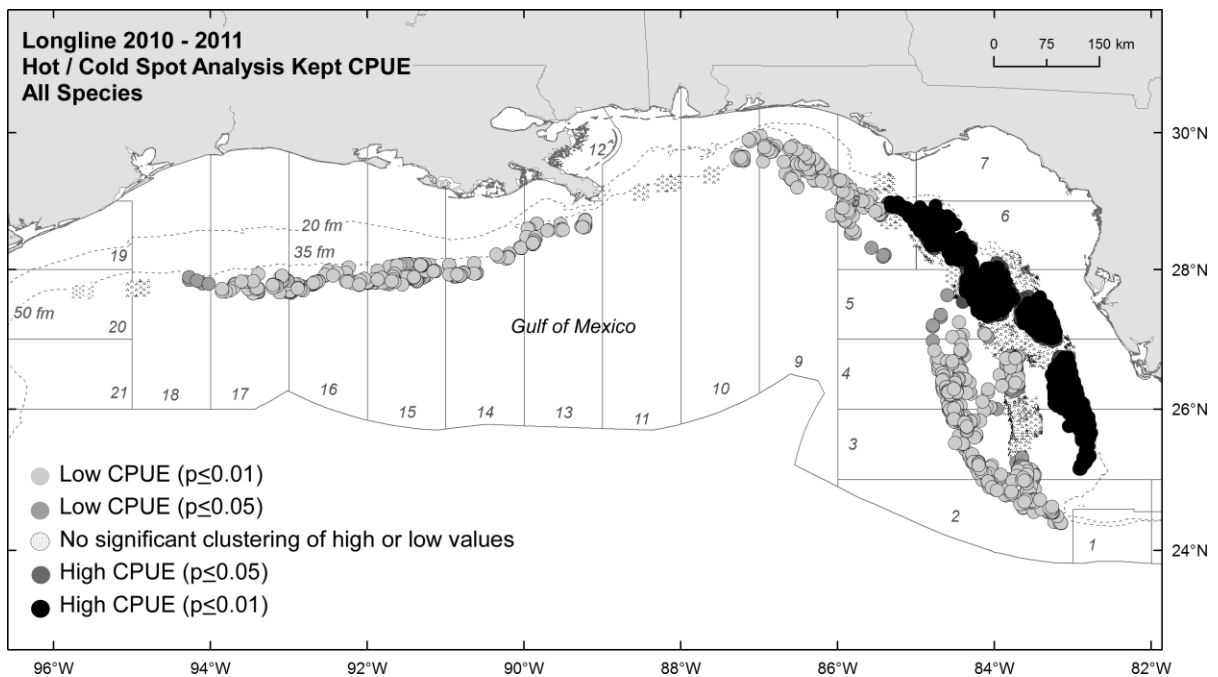 Longline 2010 - 2011
Hot / Cold Spot Analysis Kept CPUE
All Species
0 75 150 km
30°N
28°N
26°N
24°N
12
7
8
6
20 fm
19
35 fm
50 fm
20
5
Gulf of Mexico
9
4
21
18
17
16
15
14
13
11
10
3
2
1
Low CPUE (p≤0.01)
Low CPUE (p≤0.05)
No significant clustering of high or low values
High CPUE (p≤0.05)
High CPUE (p≤0.01)
96°W 94°W 92°W 90°W 88°W 86°W 84°W 82°W